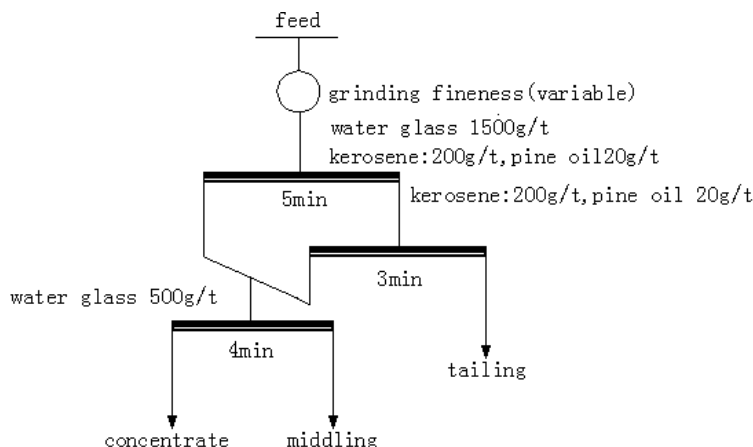 feed
grinding fineness(variable)
water glass 1500g/t
kerosene:200g/t,pine oil20g/t
5min
kerosene:200g/t,pine oil 20g/t
3min
water glass 500g/t
4min
tailing
concentrate
middling